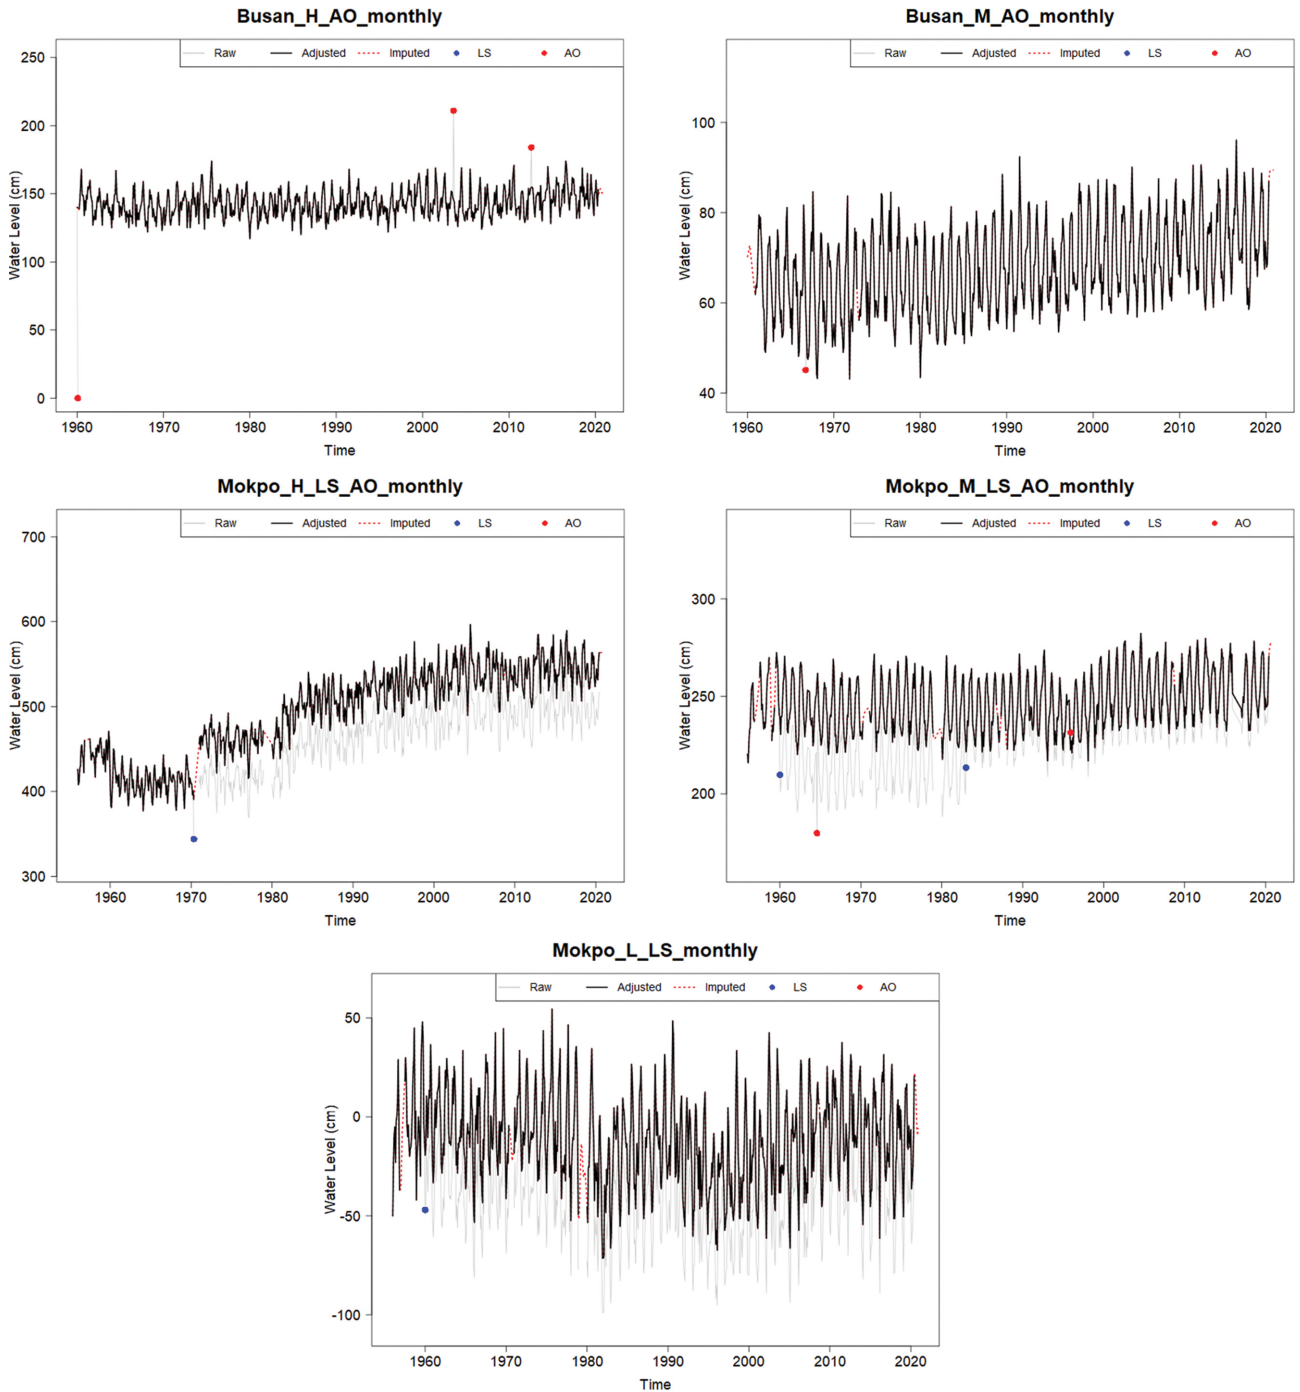 Busan_H_AO_monthly
Raw Adjusted Imputed LS AO
250
200
150
100
50
0
Water Level (cm)
1960 1970 1980 1990 2000 2010 2020
Time
Busan_M_AO_monthly
Raw Adjusted Imputed LS AO
100
80
60
40
Water Level (cm)
1960 1970 1980 1990 2000 2010 2020
Time
Mokpo_H_LS_AO_monthly
Raw Adjusted Imputed LS AO
700
600
500
400
300
Water Level (cm)
1960 1970 1980 1990 2000 2010 2020
Time
Mokpo_M_LS_AO_monthly
Raw Adjusted Imputed LS AO
300
250
200
Water Level (cm)
1960 1970 1980 1990 2000 2010 2020
Time
Mokpo_L_LS_monthly
Raw Adjusted Imputed LS AO
50
0
-50
-100
Water Level (cm)
1960 1970 1980 1990 2000 2010 2020
Time